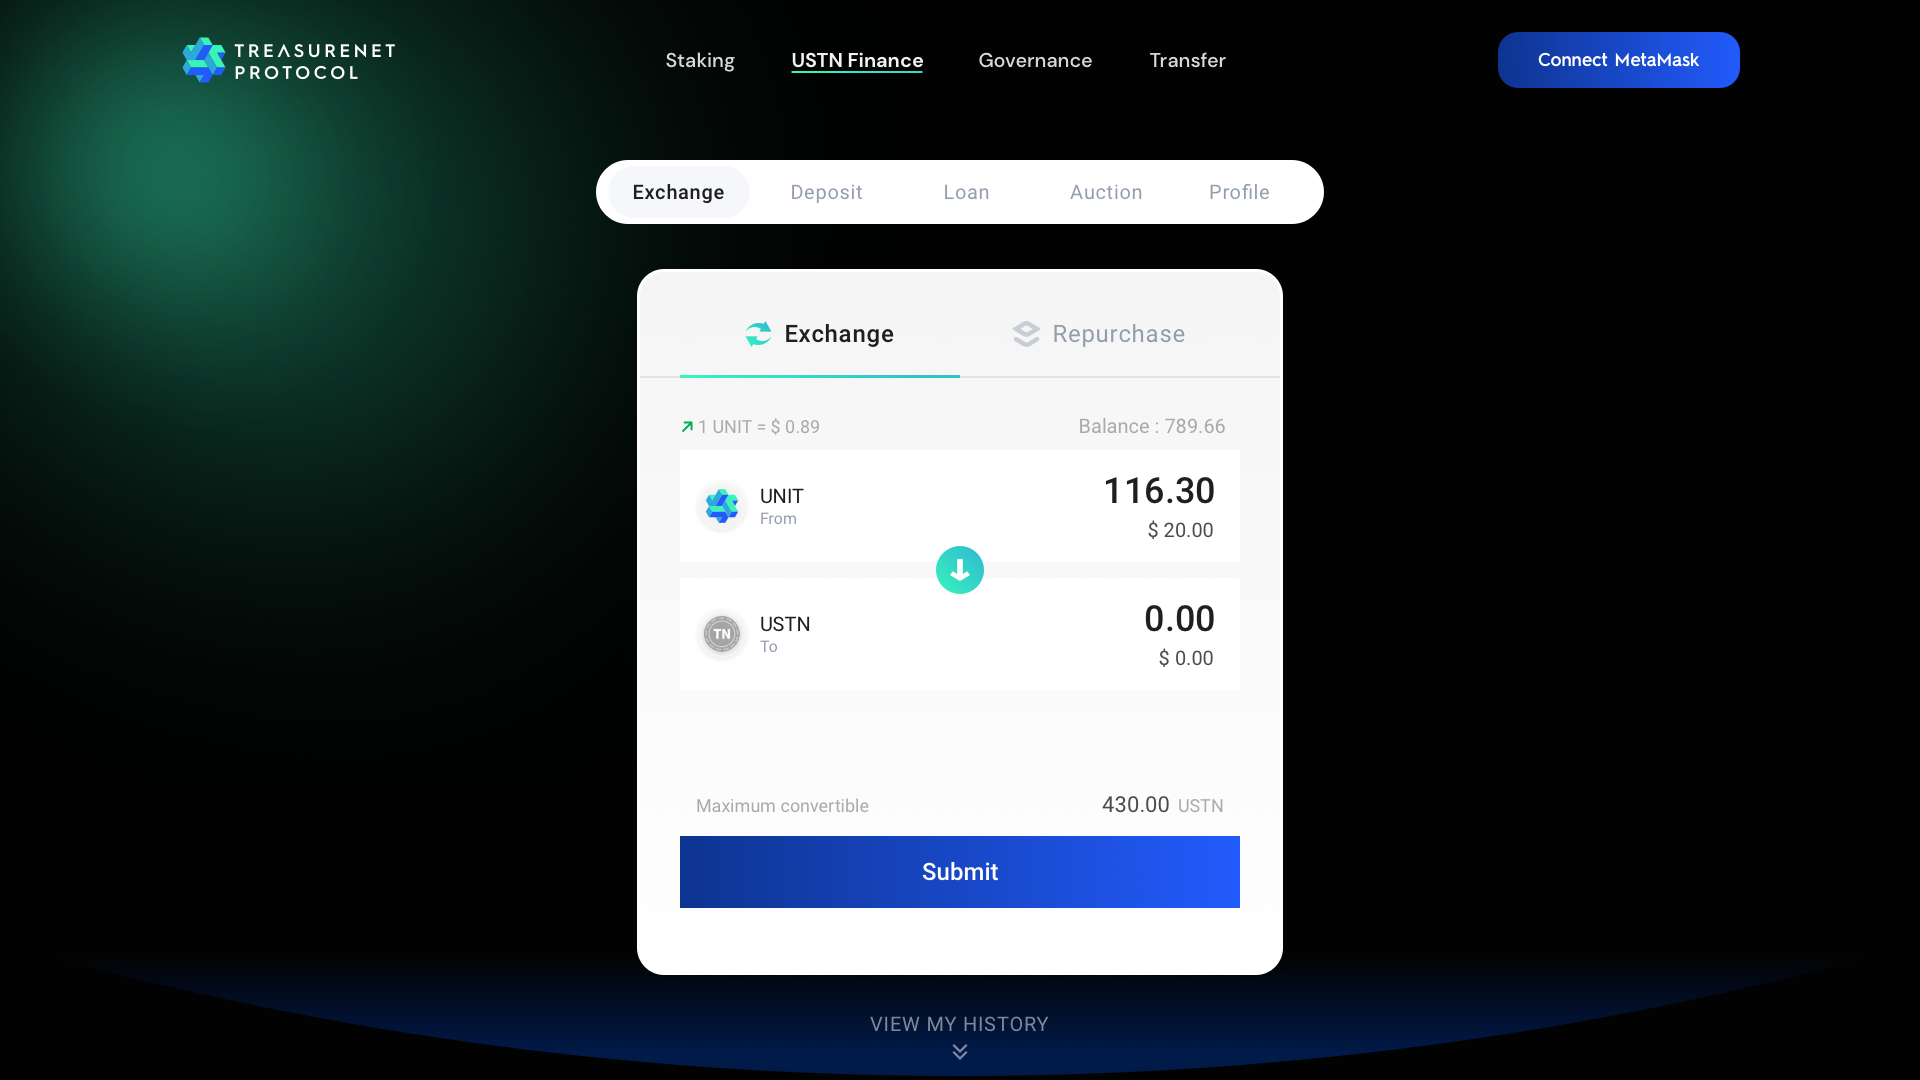 TREASURENET
PROTOCOL
Staking
USTN Finance
Governance
Transfer
Connect MetaMask
Exchange
Deposit
Loan
Auction
Profile
Exchange
Repurchase
1 UNIT = $ 0.89
Balance : 789.66
UNIT
From
116.30
$ 20.00
TN
USTN
To
0.00
$ 0.00
Maximum convertible
430.00 USTN
Submit
VIEW MY HISTORY